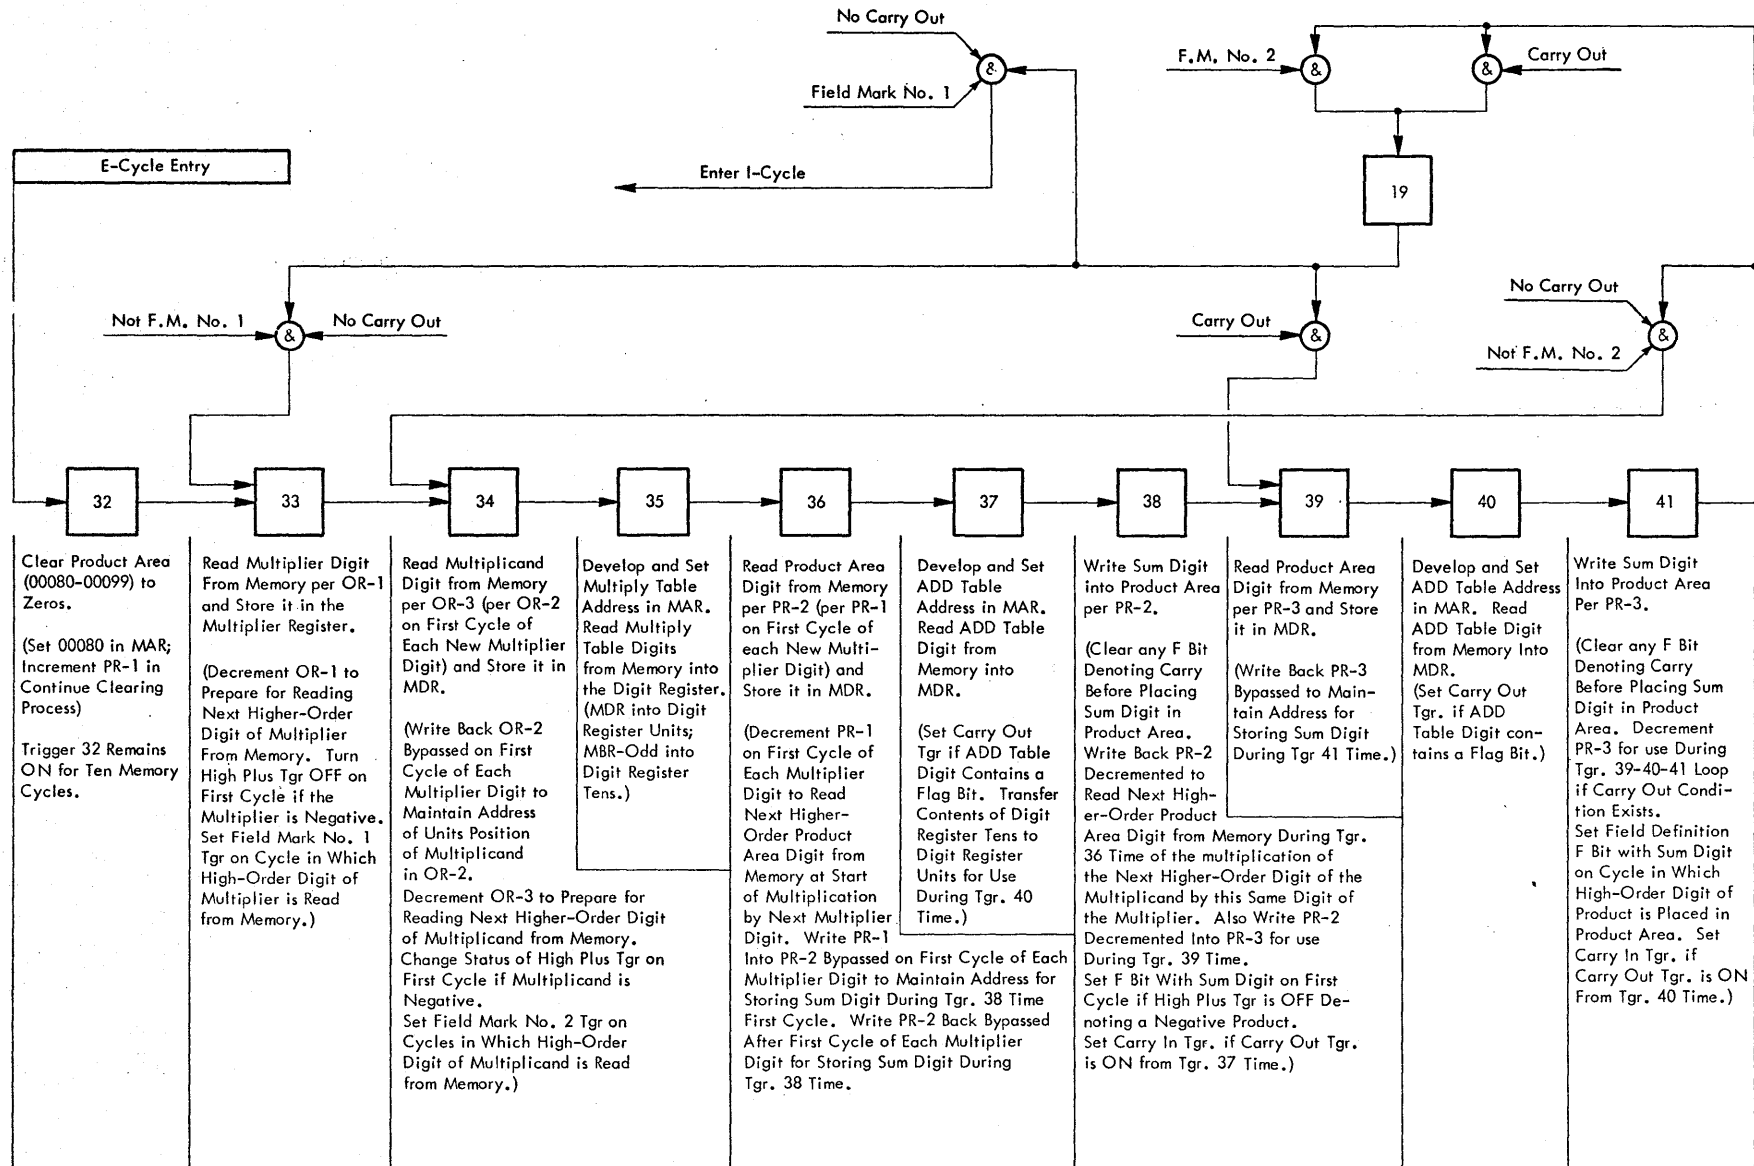 No Carry Out
Field Mark No. 1
&
F.M. No. 2
&
&
Carry Out
E-Cycle Entry
Enter I-Cycle
19
Not F.M. No. 1
&
No Carry Out
Carry Out
&
No Carry Out
Not F.M. No. 2
&
32
33
34
35
36
37
38
39
40
41
Clear Product Area
(00080-00099) to
Zeros.
(Set 00080 in MAR;
Increment PR-1 in
Continue Clearing
Process)
Trigger 32 Remains
ON for Ten Memory
Cycles.
Read Multiplier Digit
From Memory per OR-1
and Store it in the
Multiplier Register.
(Decrement OR-1 to
Prepare for Reading
Next Higher-Order
Digit of Multiplier
From Memory. Turn
High Plus Tgr OFF on
First Cycle if the
Multiplier is Negative.
Set Field Mark No. 1
Tgr on Cycle in Which
High-Order Digit of
Multiplier is Read
from Memory.)
Read Multiplicand
Digit from Memory
per OR-3 (per OR-2
on First Cycle of
Each New Multiplier
Digit) and Store it in
MDR.
(Write Back OR-2
Bypassed on First
Cycle of Each
Multiplier Digit to
Maintain Address
of Units Position
of Multiplicand
in OR-2.
Decrement OR-3 to Prepare for
Reading Next Higher-Order Digit
of Multiplicand from Memory.
Change Status of High Plus Tgr on
First Cycle if Multiplicand is
Negative.
Set Field Mark No. 2 Tgr on
Cycles in Which High-Order
Digit of Multiplicand is Read
from Memory.)
Develop and Set
Multiply Table
Address in MAR.
Read Multiply
Table Digits
from Memory into
the Digit Register.
(MDR into Digit
Register Units;
MBR-Odd into
Digit Register
Tens.)
Read Product Area
Digit from Memory
per PR-2 (per PR-1
on First Cycle of
each New Multi-
plier Digit) and
Store it in MDR.
(Decrement PR-1
on First Cycle of
Each Multiplier
Digit to Read
Next Higher-
Order Product
Area Digit from
Memory at Start
of Multiplication
by Next Multiplier
Digit. Write PR-1
Into PR-2 Bypassed on First Cycle of Each
Multiplier Digit to Maintain Address for
Storing Sum Digit During Tgr. 38 Time
First Cycle. Write PR-2 Back Bypassed
After First Cycle of Each Multiplier
Digit for Storing Sum Digit During
Tgr. 38 Time.
Develop and Set
ADD Table
Address in MAR.
Read ADD Table
Digit from
Memory into
MDR.
(Set Carry Out
Tgr if ADD Table
Digit Contains a
Flag Bit. Transfer
Contents of Digit
Register Tens to
Digit Register
Units for Use
During Tgr. 40
Time.)
Write Sum Digit
into Product Area
per PR-2.
(Clear any F Bit
Denoting Carry
Before Placing
Sum Digit in
Product Area.
Write Back PR-2
Decremented to
Read Next High-
er-Order Product
Area Digit from Memory During Tgr.
36 Time of the multiplication of
the Next Higher-Order Digit of the
Multiplicand by this Same Digit of
the Multiplier. Also Write PR-2
Decremented Into PR-3 for use
During Tgr. 39 Time.
Set F Bit With Sum Digit on First
Cycle if High Plus Tgr is OFF De-
noting a Negative Product.
Set Carry In Tgr. if Carry Out Tgr.
is ON from Tgr. 37 Time.)
Read Product Area
Digit from Memory
per PR-3 and Store
it in MDR.
(Write Back PR-3
Bypassed to Main-
tain Address for
Storing Sum Digit
During Tgr 41 Time.)
Develop and Set
ADD Table Address
in MAR. Read
ADD Table Digit
from Memory Into
MDR.
(Set Carry Out
Tgr. if ADD
Table Digit con-
tains a Flag Bit.)
Write Sum Digit
Into Product Area
Per PR-3.
(Clear any F Bit
Denoting Carry
Before Placing Sum
Digit in Product
Area. Decrement
PR-3 for use During
Tgr. 39-40-41 Loop
if Carry Out Condi-
tion Exists.
Set Field Definition
F Bit with Sum Digit
on Cycle in Which
High-Order Digit of
Product is Placed in
Product Area. Set
Carry In Tgr. if
Carry Out Tgr. is ON
From Tgr. 40 Time.)